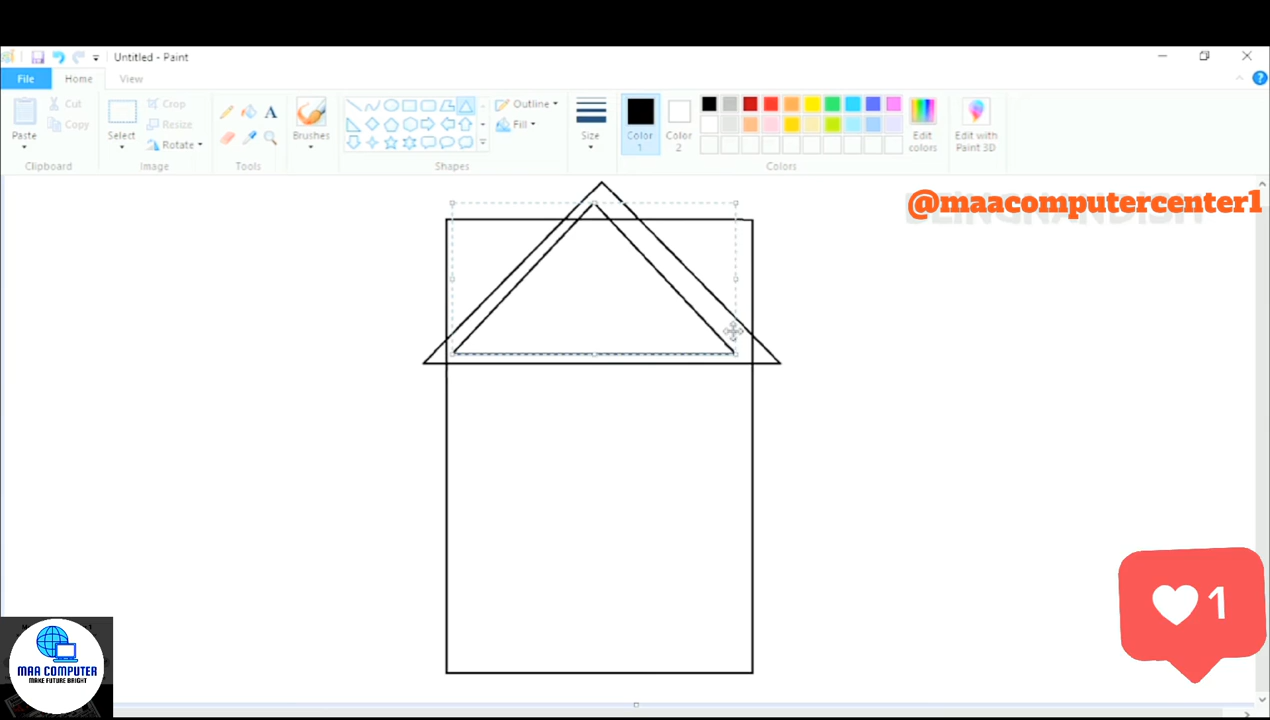 Untitled - Paint
File
Home
View
Paste
Cut
Copy
Clipboard
Select
Crop
Resize
Rotate
Image
A
Tools
Brushes
Shapes
Outline
Fill
Size
Color 1
Color 2
Colors
Edit colors
Edit with Paint 3D
@maacomputercenter1
1
MAA COMPUTER
MAKE FUTURE BRIGHT